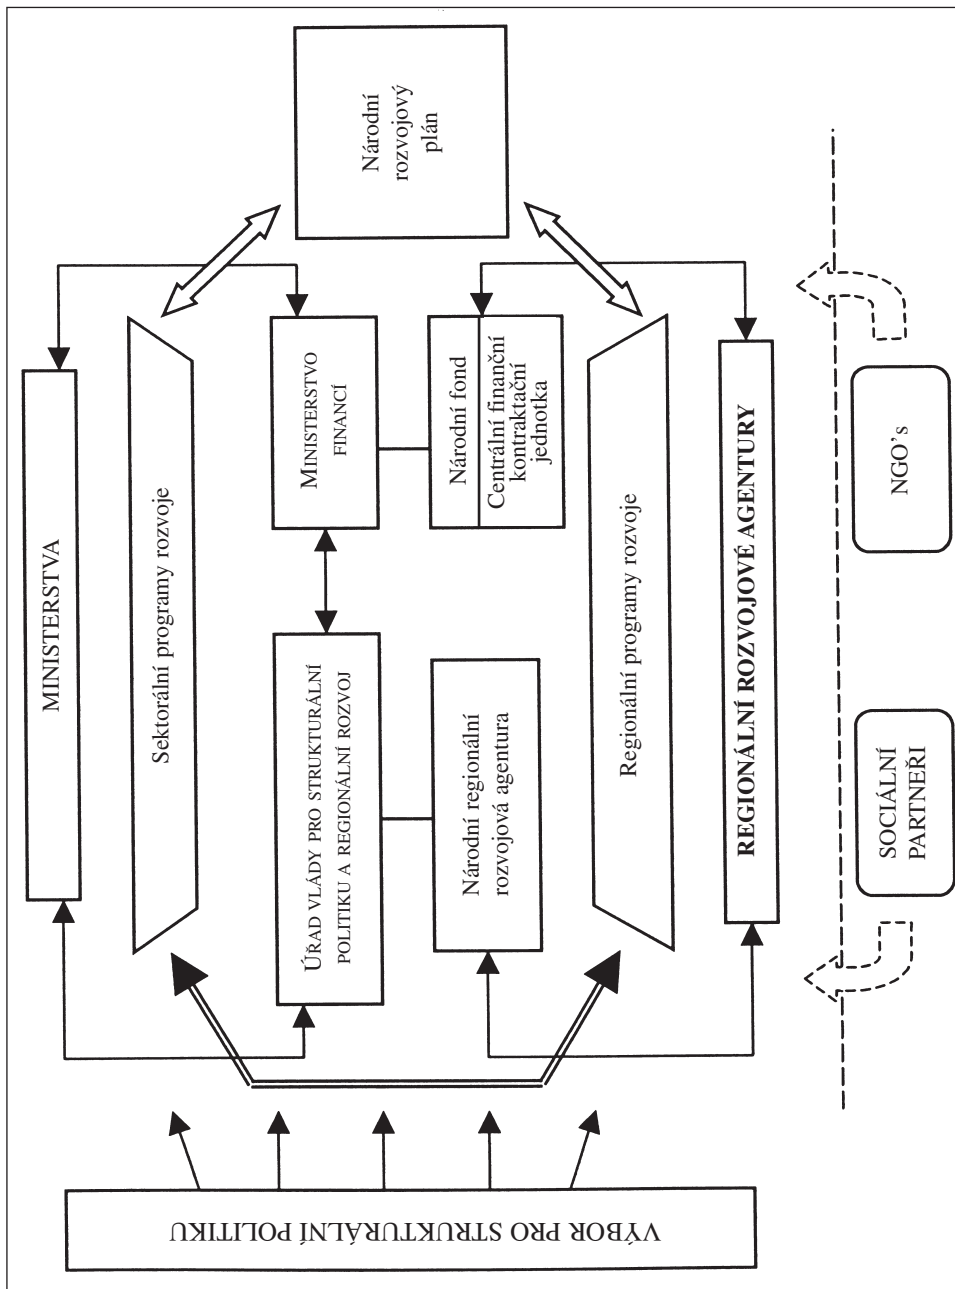 VÝBOR PRO STRUKTURÁLNÍ POLITIKU
MINISTERSTVA
Sektorální programy rozvoje
ÚŘAD VLÁDY PRO STRUKTURÁLNÍ
POLITIKU A REGIONÁLNÍ ROZVOJ
MINISTERSTVO
FINANCÍ
Národní regionální
rozvojová agentura
Národní fond
Centrální finanční
kontraktační
jednotka
Národní
rozvojový
plán
Regionální programy rozvoje
REGIONÁLNÍ ROZVOJOVÉ AGENTURY
SOCIÁLNÍ
PARTNEŘI
NGO's